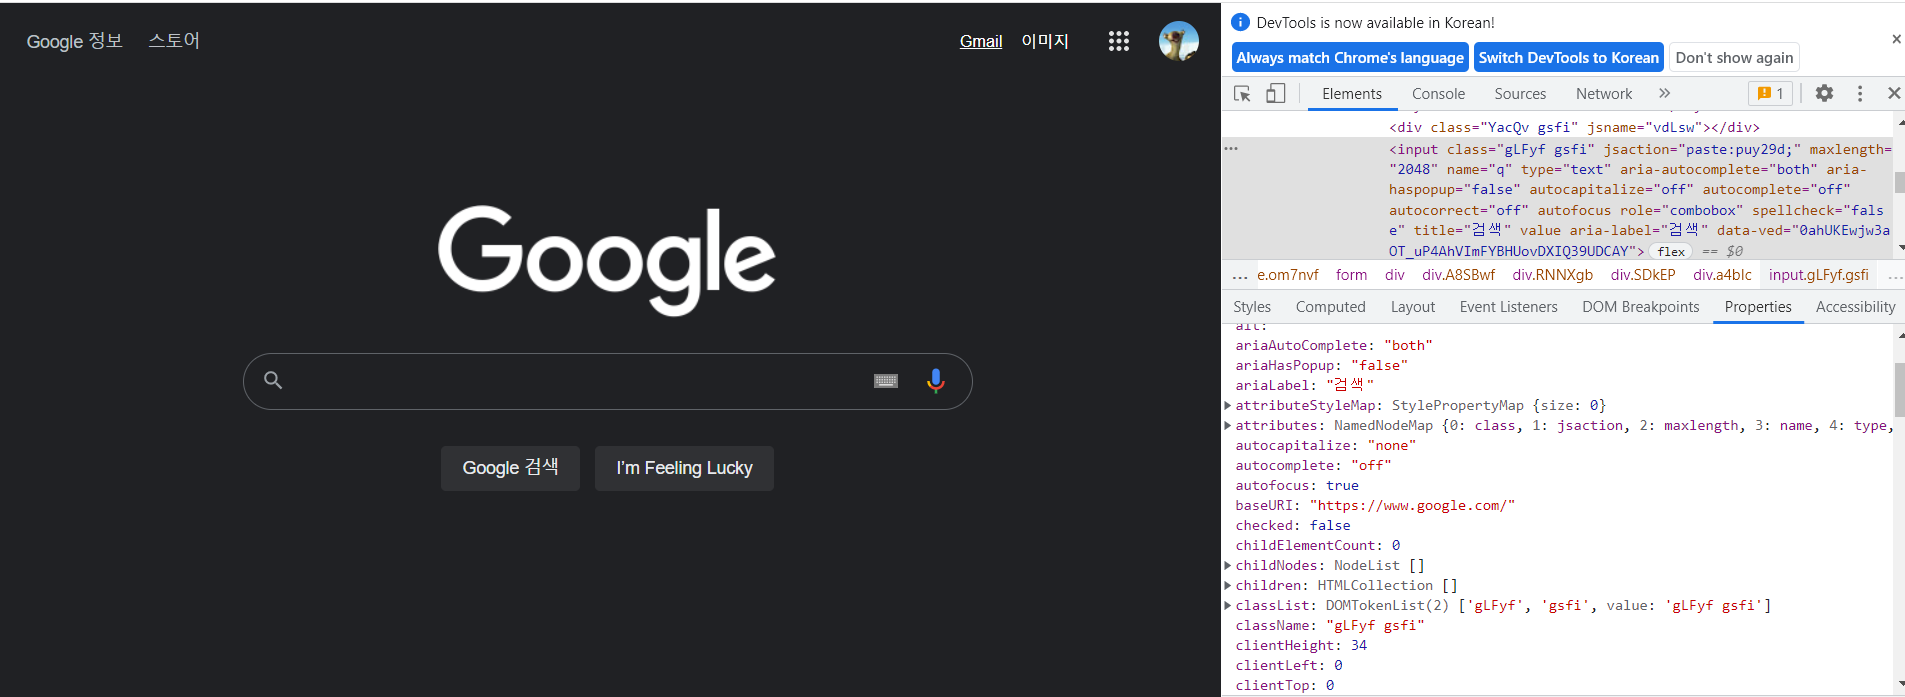 Google 정보 스토어
Gmail 이미지
Google
Google 검색 I'm Feeling Lucky
DevTools is now available in Korean!
Always match Chrome's language Switch DevTools to Korean Don't show again
Elements Console Sources Network » 1
<div class="YacQv gsfi" jsname="vdLsw"></div>
<input class="gLFyf gsfi" jsaction="paste:puy29d;" maxlength=
"2048" name="q" type="text" aria-autocomplete="both" aria-
haspopup="false" autocapitalize="off" autocomplete="off"
autocorrect="off" autofocus role="combobox" spellcheck="fals
e" title="검색" value aria-label="검색" data-ved="0ahUKEwjw3a
OT_uP4AhVImFYBHUovDXIQ39UDCAY"> flex == $0
... e.om7nvf form div div.A8SBwf div.RNNXgb div.SDkEP div.a4bIc input.gLFyf.gsfi ...
Styles Computed Layout Event Listeners DOM Breakpoints Properties Accessibility
alt:
ariaAutoComplete: "both"
ariaHasPopup: "false"
ariaLabel: "검색"
attributeStyleMap: StylePropertyMap {size: 0}
attributes: NamedNodeMap {0: class, 1: jsaction, 2: maxlength, 3: name, 4: type,
autocapitalize: "none"
autocomplete: "off"
autofocus: true
baseURI: "https://www.google.com/"
checked: false
childElementCount: 0
childNodes: NodeList []
children: HTMLCollection []
classList: DOMTokenList(2) ['gLFyf', 'gsfi', value: 'gLFyf gsfi']
className: "gLFyf gsfi"
clientHeight: 34
clientLeft: 0
clientTop: 0